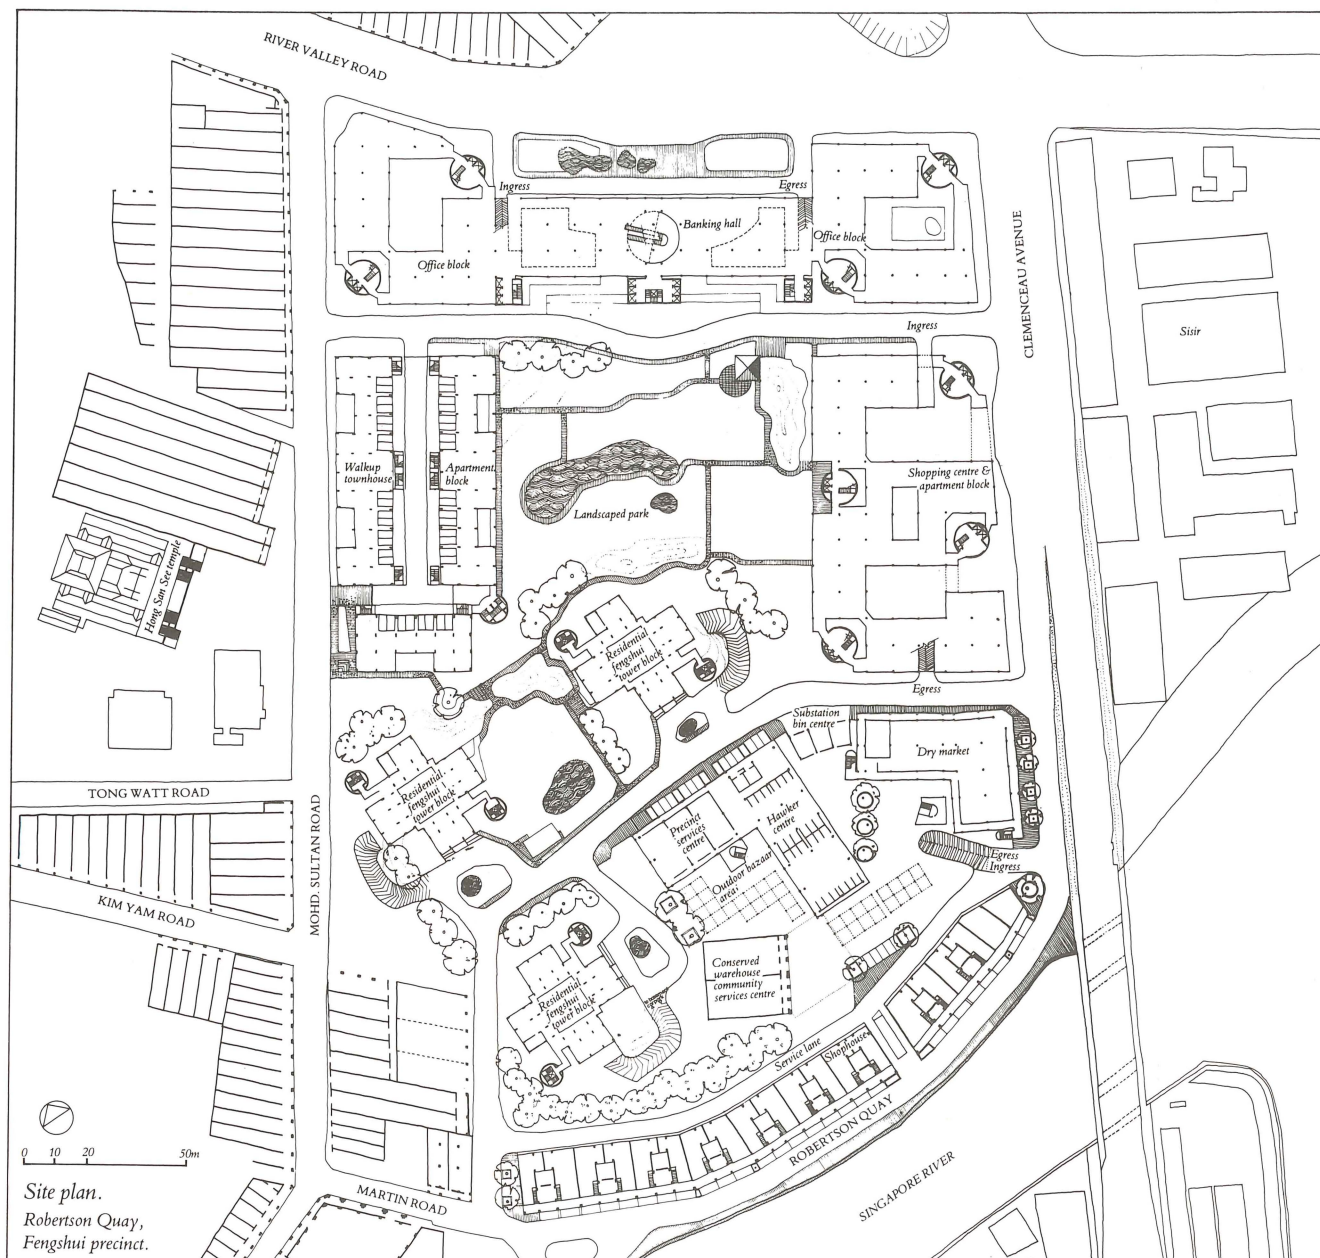 RIVER VALLEY ROAD
Ingress
Egress
Banking hall
Office block
Office block
CLEMENCEAU AVENUE
Ingress
Sisir
Walkup
townhouse
Apartment
block
Shopping centre &
apartment block
Landscaped park
Hong San See temple
Residential
fengshui
tower block
Egress
Substation
bin centre
Dry market
TONG WATT ROAD
MOHD. SULTAN ROAD
Residential
fengshui
tower block
Precinct
services
centre
Hawker
centre
Outdoor bazaar
area
Egress
Ingress
KIM YAM ROAD
Conserved
warehouse
community
services centre
Residential
fengshui
tower block
Service lane
Shophouse
ROBERTSON QUAY
SINGAPORE RIVER
MARTIN ROAD
0 10 20 50m
Site plan.
Robertson Quay,
Fengshui precinct.